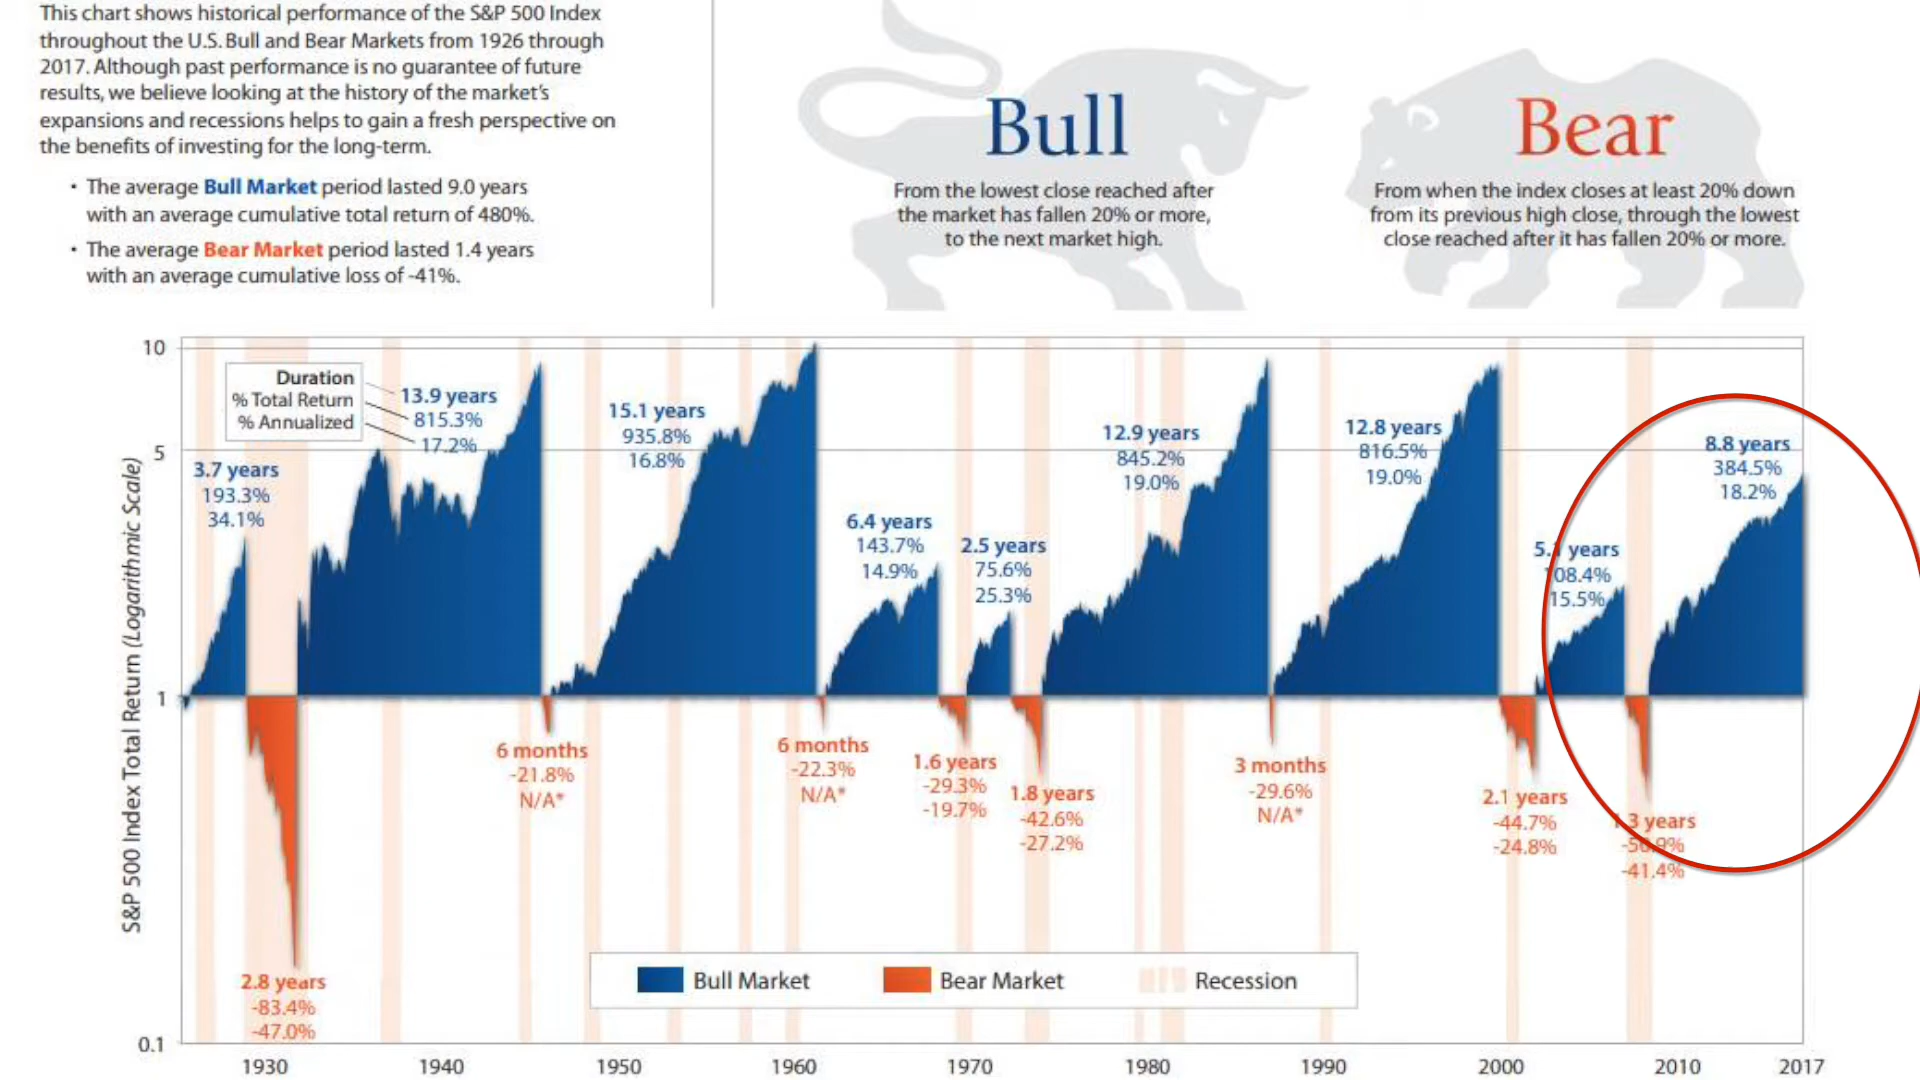 This chart shows historical performance of the S&P 500 Index
throughout the U.S. Bull and Bear Markets from 1926 through
2017. Although past performance is no guarantee of future
results, we believe looking at the history of the market's
expansions and recessions helps to gain a fresh perspective on
the benefits of investing for the long-term.
• The average Bull Market period lasted 9.0 years
with an average cumulative total return of 480%.
• The average Bear Market period lasted 1.4 years
with an average cumulative loss of -41%.
Bull
From the lowest close reached after
the market has fallen 20% or more,
to the next market high.
Bear
From when the index closes at least 20% down
from its previous high close, through the lowest
close reached after it has fallen 20% or more.
S&P 500 Index Total Return (Logarithmic Scale)
10
5
1
0.1
Duration
% Total Return
% Annualized
3.7 years
193.3%
34.1%
13.9 years
815.3%
17.2%
15.1 years
935.8%
16.8%
6.4 years
143.7%
14.9%
2.5 years
75.6%
25.3%
12.9 years
845.2%
19.0%
12.8 years
816.5%
19.0%
5.1 years
108.4%
15.5%
8.8 years
384.5%
18.2%
2.8 years
-83.4%
-47.0%
6 months
-21.8%
N/A*
6 months
-22.3%
N/A*
1.6 years
-29.3%
-19.7%
1.8 years
-42.6%
-27.2%
3 months
-29.6%
N/A*
2.1 years
-44.7%
-24.8%
1.3 years
-50.9%
-41.4%
Bull Market
Bear Market
Recession
1930
1940
1950
1960
1970
1980
1990
2000
2010
2017